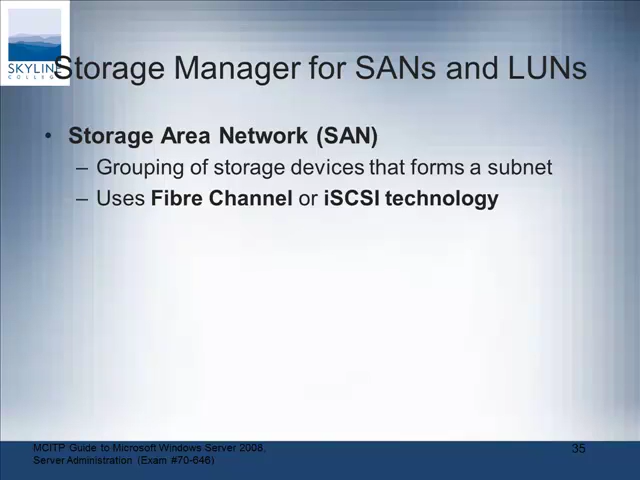 Storage Manager for SANs and LUNs
SKYLINE
COLLEGE
• Storage Area Network (SAN)
– Grouping of storage devices that forms a subnet
– Uses Fibre Channel or iSCSI technology
MCITP Guide to Microsoft Windows Server 2008,
Server Administration (Exam #70-646)
35